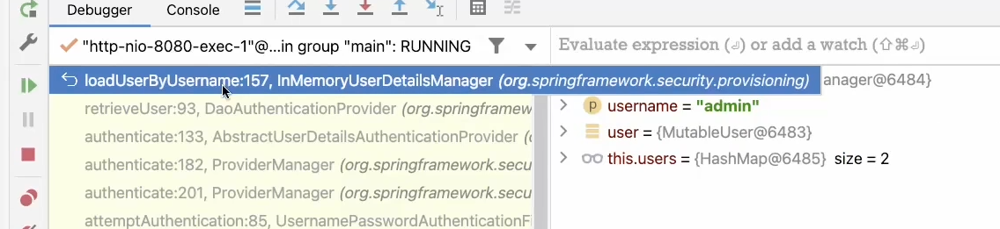 Debugger Console
"http-nio-8080-exec-1"@...in group "main": RUNNING
Evaluate expression (⏎) or add a watch (⇧⌘⏎)
loadUserByUsername:157, InMemoryUserDetailsManager (org.springframework.security.provisioning)
anager@6484}
retrieveUser:93, DaoAuthenticationProvider (org.springframew
p username = "admin"
authenticate:133, AbstractUserDetailsAuthenticationProvider (
user = {MutableUser@6483}
authenticate:182, ProviderManager (org.springframework.secu
this.users = {HashMap@6485} size = 2
authenticate:201, ProviderManager (org.springframework.secu
attemptAuthentication:85, UsernamePasswordAuthenticationFi